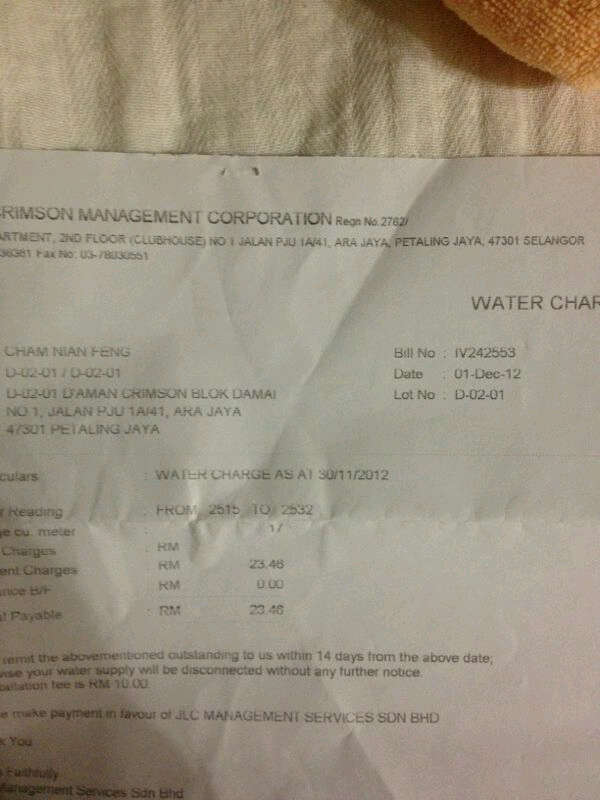 CRIMSON MANAGEMENT CORPORATION Regn No.2762/
ARTMENT, 2ND FLOOR (CLUBHOUSE) NO 1 JALAN PJU 1A/41, ARA JAYA, PETALING JAYA, 47301 SELANGOR
36361 Fax No: 03-78030551
WATER CHAR
CHAM NIAN FENG
Bill No : IV242553
D-02-01 / D-02-01
Date : 01-Dec-12
D-02-01 D'AMAN CRIMSON BLOK DAMAI
Lot No : D-02-01
NO 1, JALAN PJU 1A/41, ARA JAYA
47301 PETALING JAYA
culars : WATER CHARGE AS AT 30/11/2012
r Reading : FROM 2515 TO 2532
ge cu. meter : 17
Charges : RM
ent Charges RM 23.46
ance B/F RM 0.00
al Payable : RM 23.46
remit the abovementioned outstanding to us within 14 days from the above date;
wise your water supply will be disconnected without any further notice.
tallation fee is RM 10.00
e make payment in favour of JLC MANAGEMENT SERVICES SDN BHD
k You
s Faithfully
Management Services Sdn Bhd